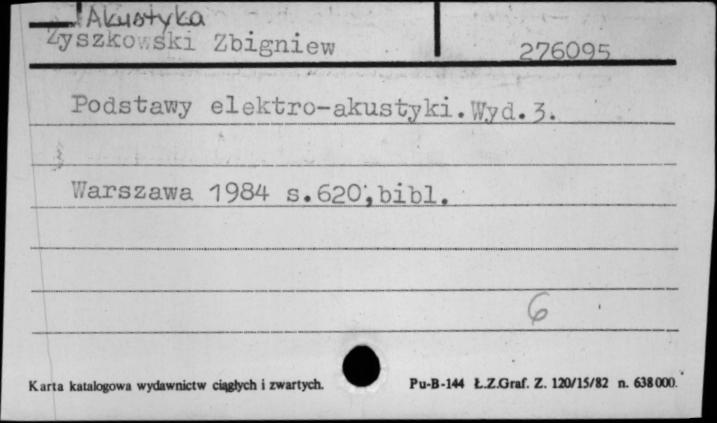 Akustyka
Żyszkowski Zbigniew 276095
Podstawy elektro-akustyki. Wyd. 3.
Warszawa 1984 s.620, bibl.
6
Karta katalogowa wydawnictw ciągłych i zwartych. Pu-B-144 Ł.Z.Graf. Z. 120/15/82 n. 638000.